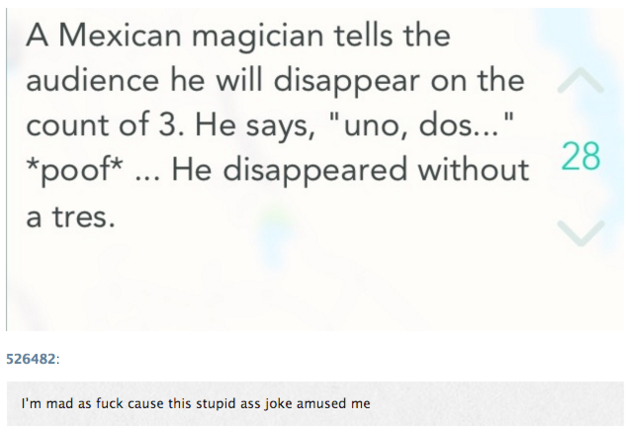 A Mexican magician tells the
audience he will disappear on the
count of 3. He says, "uno, dos..."
*poof* ... He disappeared without
a tres.
28
526482:
I'm mad as fuck cause this stupid ass joke amused me